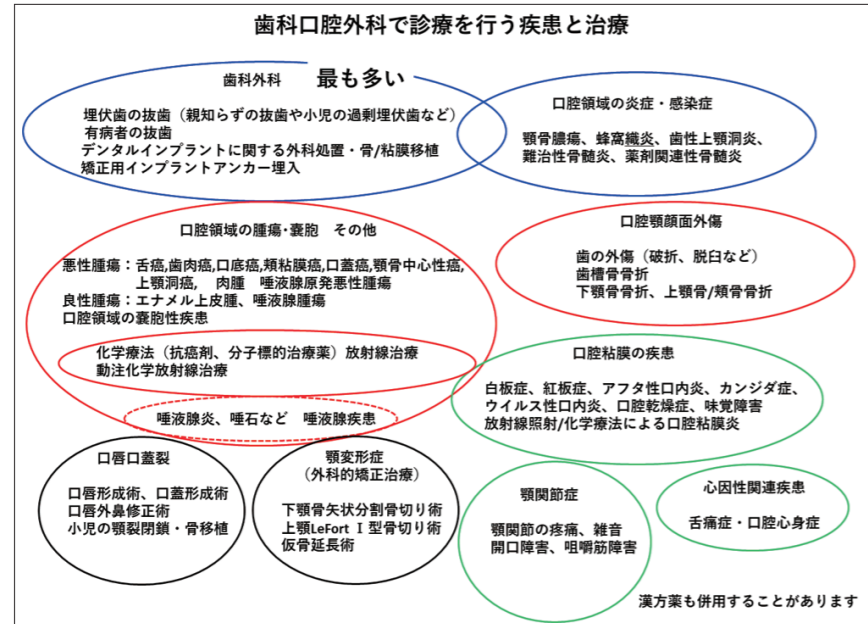 歯科口腔外科で診療を行う疾患と治療
歯科外科 最も多い
埋伏歯の抜歯（親知らずの抜歯や小児の過剰埋伏歯など）
有病者の抜歯
デンタルインプラントに関する外科処置・骨/粘膜移植
矯正用インプラントアンカー埋入
口腔領域の炎症・感染症
顎骨膿瘍、蜂窩織炎、歯性上顎洞炎、
難治性骨髄炎、薬剤関連性骨髄炎
口腔領域の腫瘍・嚢胞 その他
悪性腫瘍：舌癌,歯肉癌,口底癌,頬粘膜癌,口蓋癌,顎骨中心性癌,
上顎洞癌, 肉腫 唾液腺原発悪性腫瘍
良性腫瘍：エナメル上皮腫、唾液腺腫瘍
口腔領域の嚢胞性疾患
化学療法（抗癌剤、分子標的治療薬）放射線治療
動注化学放射線治療
唾液腺炎、唾石など 唾液腺疾患
口腔顎顔面外傷
歯の外傷（破折、脱臼など）
歯槽骨骨折
下顎骨骨折、上顎骨/頬骨骨折
口腔粘膜の疾患
白板症、紅板症、アフタ性口内炎、カンジダ症、
ウイルス性口内炎、口腔乾燥症、味覚障害
放射線照射/化学療法による口腔粘膜炎
口唇口蓋裂
口唇形成術、口蓋形成術
口唇外鼻修正術
小児の顎裂閉鎖・骨移植
顎変形症
（外科的矯正治療）
下顎骨矢状分割骨切り術
上顎LeFort Ⅰ型骨切り術
仮骨延長術
顎関節症
顎関節の疼痛、雑音
開口障害、咀嚼筋障害
心因性関連疾患
舌痛症・口腔心身症
漢方薬も併用することがあります